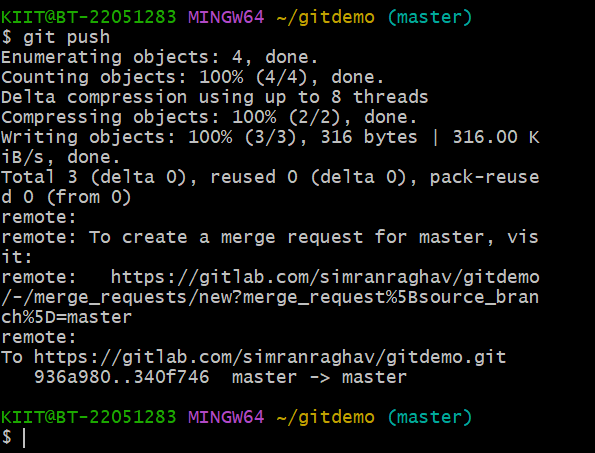 KIIT@BT-22051283 MINGW64 ~/gitdemo (master)
$ git push
Enumerating objects: 4, done.
Counting objects: 100% (4/4), done.
Delta compression using up to 8 threads
Compressing objects: 100% (2/2), done.
Writing objects: 100% (3/3), 316 bytes | 316.00 K
iB/s, done.
Total 3 (delta 0), reused 0 (delta 0), pack-reuse
d 0 (from 0)
remote:
remote: To create a merge request for master, vis
it:
remote:   https://gitlab.com/simranraghav/gitdemo
/-/merge_requests/new?merge_request%5Bsource_bran
ch%5D=master
remote:
To https://gitlab.com/simranraghav/gitdemo.git
   936a980..340f746  master -> master

KIIT@BT-22051283 MINGW64 ~/gitdemo (master)
$